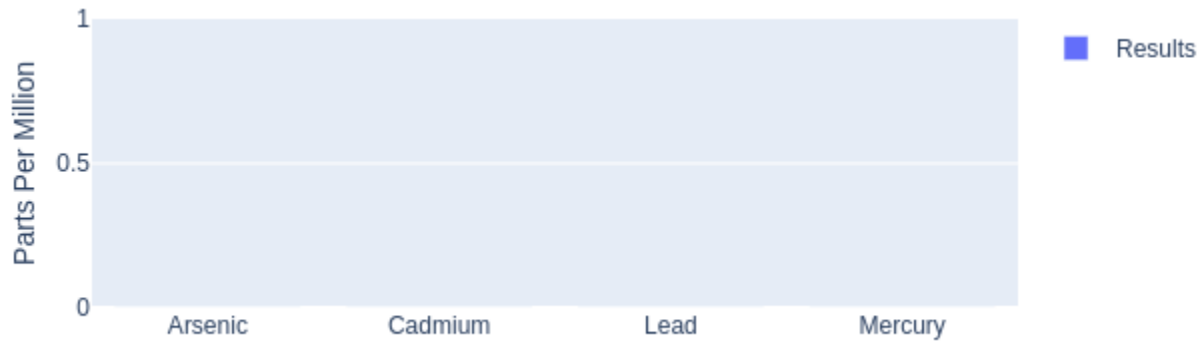 Parts Per Million
1
0.5
0
Arsenic Cadmium Lead Mercury
Results